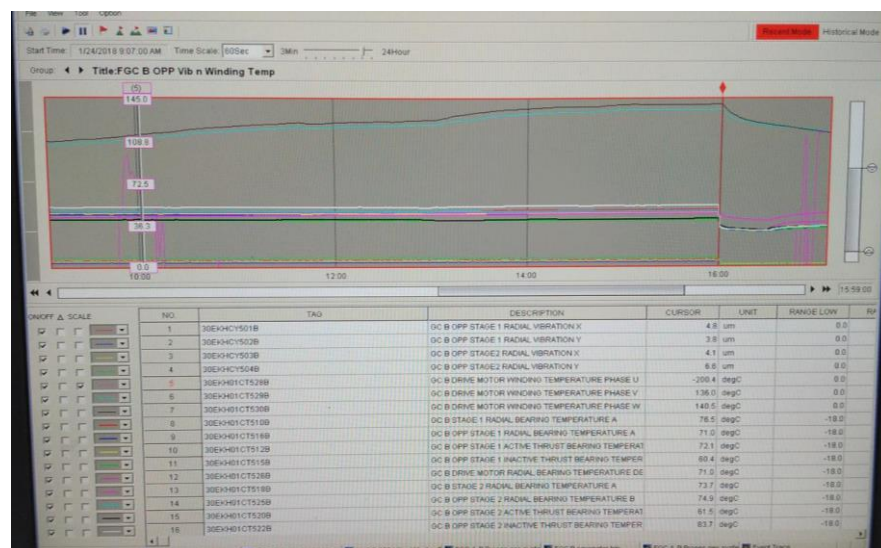 File View Tool Option
Recent Mode Historical Mode
Start Time: 1/24/2018 9:07:00 AM Time Scale: 60Sec 3Min 24Hour
Group: Title:FGC B OPP Vib n Winding Temp
(5)
145.0
108.8
72.5
36.3
0.0
10:00 12:00 14:00 16:00
15:59:00
ON/OFF SCALE NO. TAG DESCRIPTION CURSOR UNIT RANGE LOW
1 30EKHCY501B GC B OPP STAGE 1 RADIAL VIBRATION X 4.8 um 0.0
2 30EKHCY502B GC B OPP STAGE 1 RADIAL VIBRATION Y 3.8 um 0.0
3 30EKHCY503B GC B OPP STAGE2 RADIAL VIBRATION X 4.1 um 0.0
4 30EKHCY504B GC B OPP STAGE2 RADIAL VIBRATION Y 6.6 um 0.0
5 30EKH01CT528B GC B DRIVE MOTOR WINDING TEMPERATURE PHASE U -200.4 degC 0.0
6 30EKH01CT529B GC B DRIVE MOTOR WINDING TEMPERATURE PHASE V 136.0 degC 0.0
7 30EKH01CT530B GC B DRIVE MOTOR WINDING TEMPERATURE PHASE W 140.5 degC 0.0
8 30EKH01CT510B GC B STAGE 1 RADIAL BEARING TEMPERATURE A 76.5 degC -18.0
9 30EKH01CT516B GC B OPP STAGE 1 RADIAL BEARING TEMPERATURE A 71.0 degC -18.0
10 30EKH01CT512B GC B OPP STAGE 1 ACTIVE THRUST BEARING TEMPERAT 72.1 degC -18.0
11 30EKH01CT515B GC B OPP STAGE 1 INACTIVE THRUST BEARING TEMPER 60.4 degC -18.0
12 30EKH01CT526B GC B DRIVE MOTOR RADIAL BEARING TEMPERATURE DE 71.0 degC -18.0
13 30EKH01CT519B GC B STAGE 2 RADIAL BEARING TEMPERATURE A 73.7 degC -18.0
14 30EKH01CT525B GC B OPP STAGE 2 RADIAL BEARING TEMPERATURE B 74.9 degC -18.0
15 30EKH01CT520B GC B OPP STAGE 2 ACTIVE THRUST BEARING TEMPERAT 61.5 degC -18.0
16 30EKH01CT522B GC B OPP STAGE 2 INACTIVE THRUST BEARING TEMPER 83.7 degC -18.0